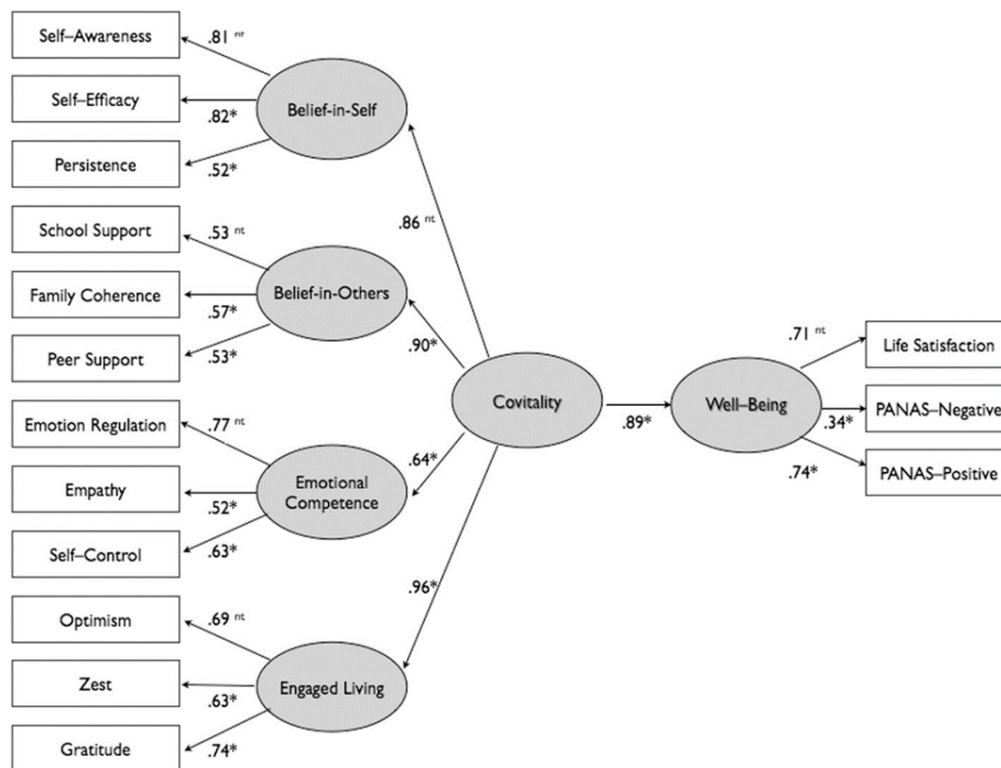 Self–Awareness
.81 nt
Self–Efficacy
.82*
Belief-in-Self
Persistence
.52*
School Support
.53 nt
.86 nt
Family Coherence
.57*
Belief-in-Others
Peer Support
.53*
.90*
.71 nt
Life Satisfaction
Covitality
.89*
Well–Being
.34*
PANAS–Negative
Emotion Regulation
.77 nt
.64*
.74*
PANAS–Positive
Empathy
.52*
Emotional
Competence
Self–Control
.63*
.96*
Optimism
.69 nt
Zest
.63*
Engaged Living
Gratitude
.74*